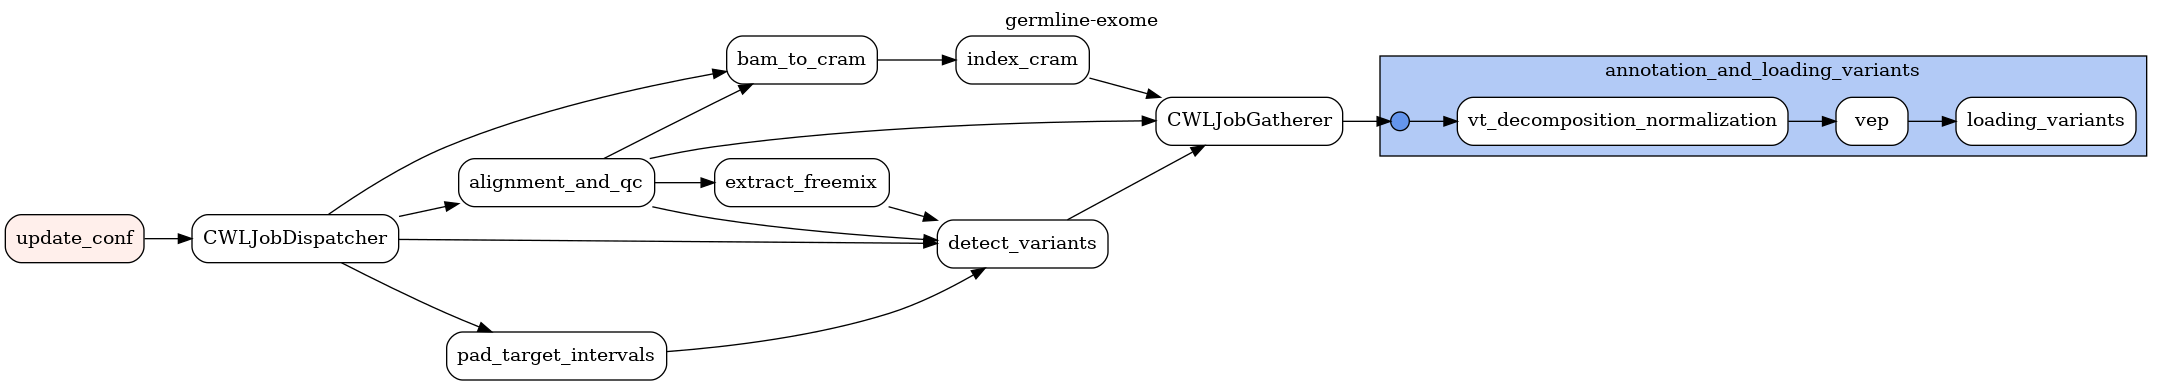 germline-exome
bam_to_cram
index_cram
annotation_and_loading_variants
CWLJobGatherer
vt_decomposition_normalization
vep
loading_variants
alignment_and_qc
extract_freemix
update_conf
CWLJobDispatcher
detect_variants
pad_target_intervals